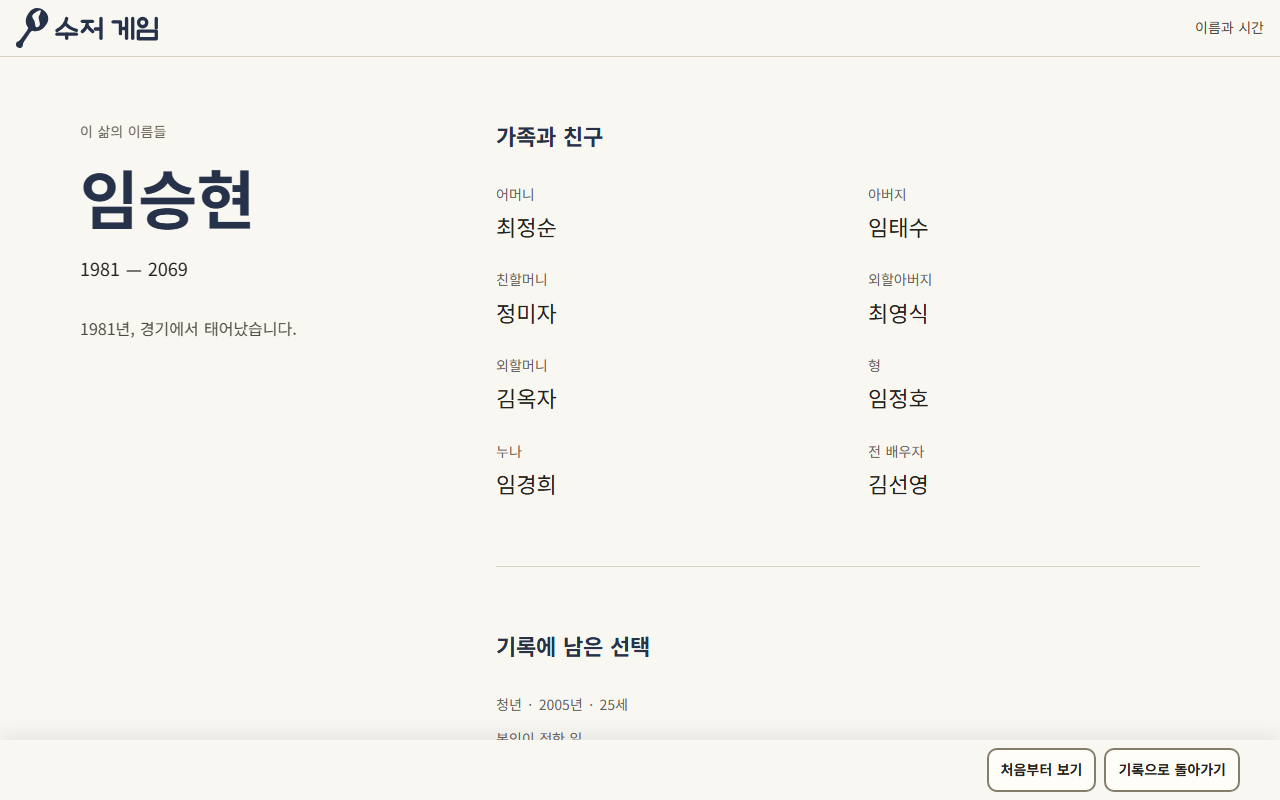 수저 게임
이름과 시간
이 삶의 이름들
임승현
1981 — 2069
1981년, 경기에서 태어났습니다.
가족과 친구
어머니
최정순
아버지
임태수
친할머니
정미자
외할아버지
최영식
외할머니
김옥자
형
임정호
누나
임경희
전 배우자
김선영
기록에 남은 선택
청년 · 2005년 · 25세
본인이 정한 일
처음부터 보기
기록으로 돌아가기